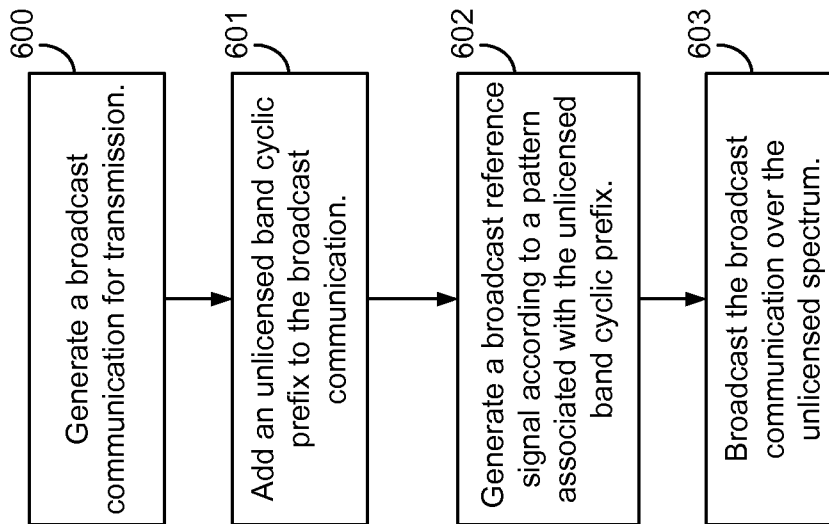 600
Generate a broadcast
communication for transmission.
601
Add an unlicensed band cyclic
prefix to the broadcast
communication.
602
Generate a broadcast reference
signal according to a pattern
associated with the unlicensed
band cyclic prefix.
603
Broadcast the broadcast
communication over the
unlicensed spectrum.